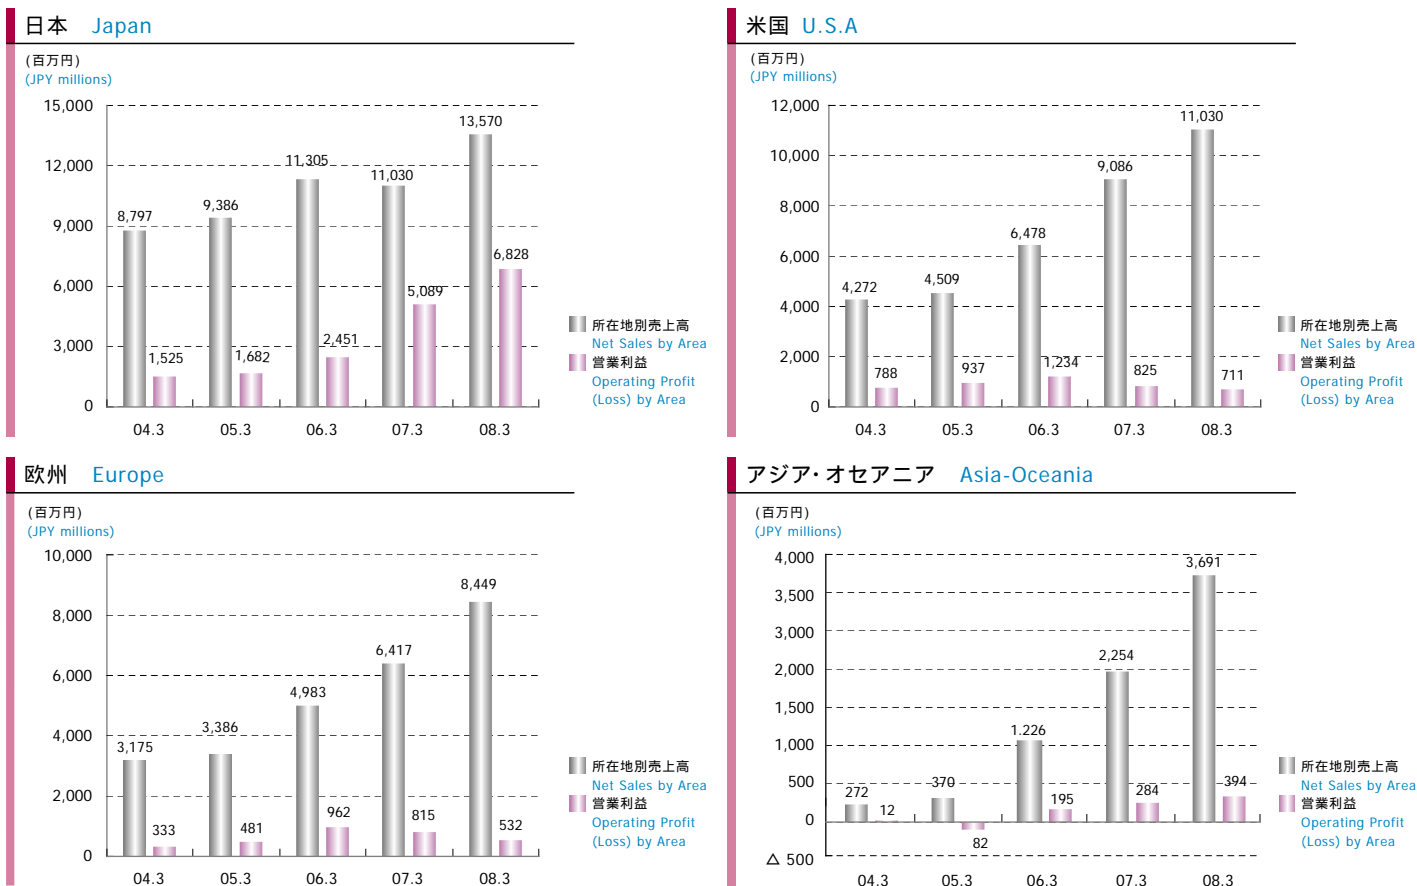 日本 Japan
(百万円)
(JPY millions)
15,000
12,000
9,000
6,000
3,000
0
8,797
1,525
9,386
1,682
11,305
2,451
11,030
5,089
13,570
6,828
04.3 05.3 06.3 07.3 08.3
所在地別売上高
Net Sales by Area
営業利益
Operating Profit
(Loss) by Area
米国 U.S.A
(百万円)
(JPY millions)
12,000
10,000
8,000
6,000
4,000
2,000
0
4,272
788
4,509
937
6,478
1,234
9,086
825
11,030
711
04.3 05.3 06.3 07.3 08.3
所在地別売上高
Net Sales by Area
営業利益
Operating Profit
(Loss) by Area
欧州 Europe
(百万円)
(JPY millions)
10,000
8,000
6,000
4,000
2,000
0
3,175
333
3,386
481
4,983
962
6,417
815
8,449
532
04.3 05.3 06.3 07.3 08.3
所在地別売上高
Net Sales by Area
営業利益
Operating Profit
(Loss) by Area
アジア・オセアニア Asia-Oceania
(百万円)
(JPY millions)
4,000
3,500
3,000
2,000
1,500
1,000
500
0
△ 500
272
12
370
82
1.226
195
2,254
284
3,691
394
04.3 05.3 06.3 07.3 08.3
所在地別売上高
Net Sales by Area
営業利益
Operating Profit
(Loss) by Area